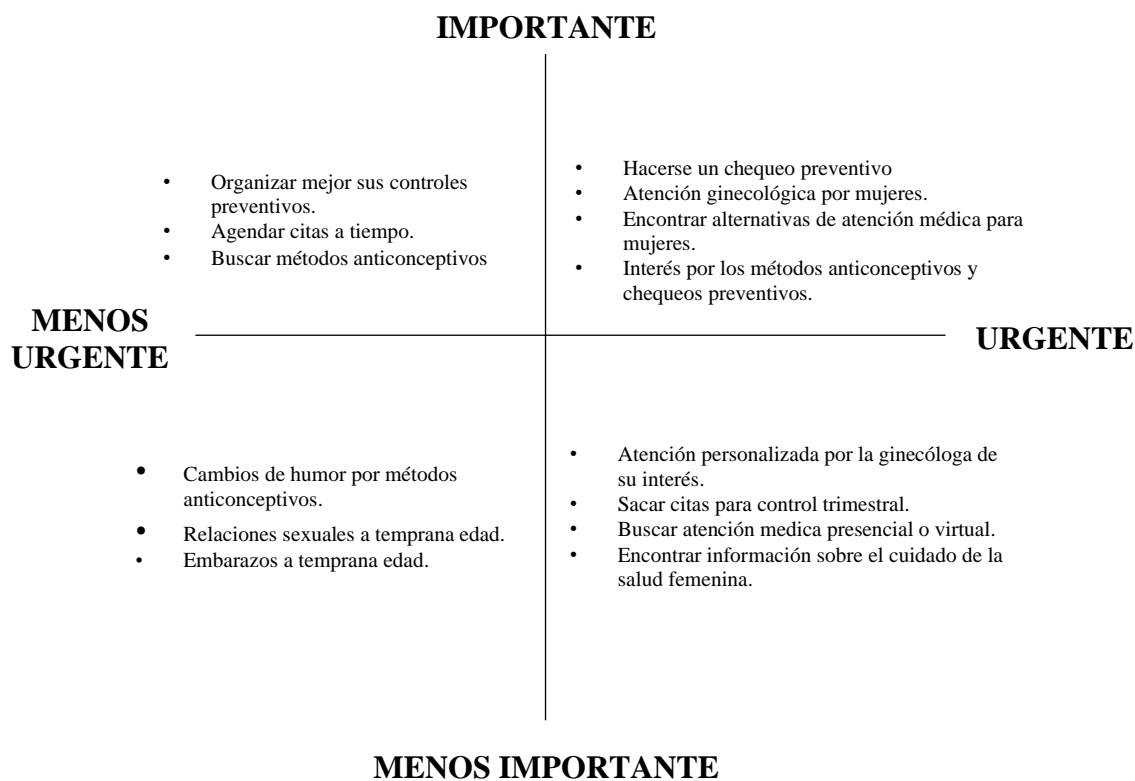 IMPORTANTE
• Organizar mejor sus controles
preventivos.
• Agendar citas a tiempo.
• Buscar métodos anticonceptivos
• Hacerse un chequeo preventivo
• Atención ginecológica por mujeres.
• Encontrar alternativas de atención médica para
mujeres.
• Interés por los métodos anticonceptivos y
chequeos preventivos.
MENOS
URGENTE
URGENTE
• Cambios de humor por métodos
anticonceptivos.
• Relaciones sexuales a temprana edad.
• Embarazos a temprana edad.
• Atención personalizada por la ginecóloga de
su interés.
• Sacar citas para control trimestral.
• Buscar atención medica presencial o virtual.
• Encontrar información sobre el cuidado de la
salud femenina.
MENOS IMPORTANTE